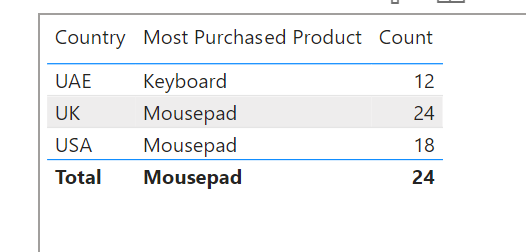 Country Most Purchased Product Count
UAE Keyboard 12
UK Mousepad 24
USA Mousepad 18
Total Mousepad 24